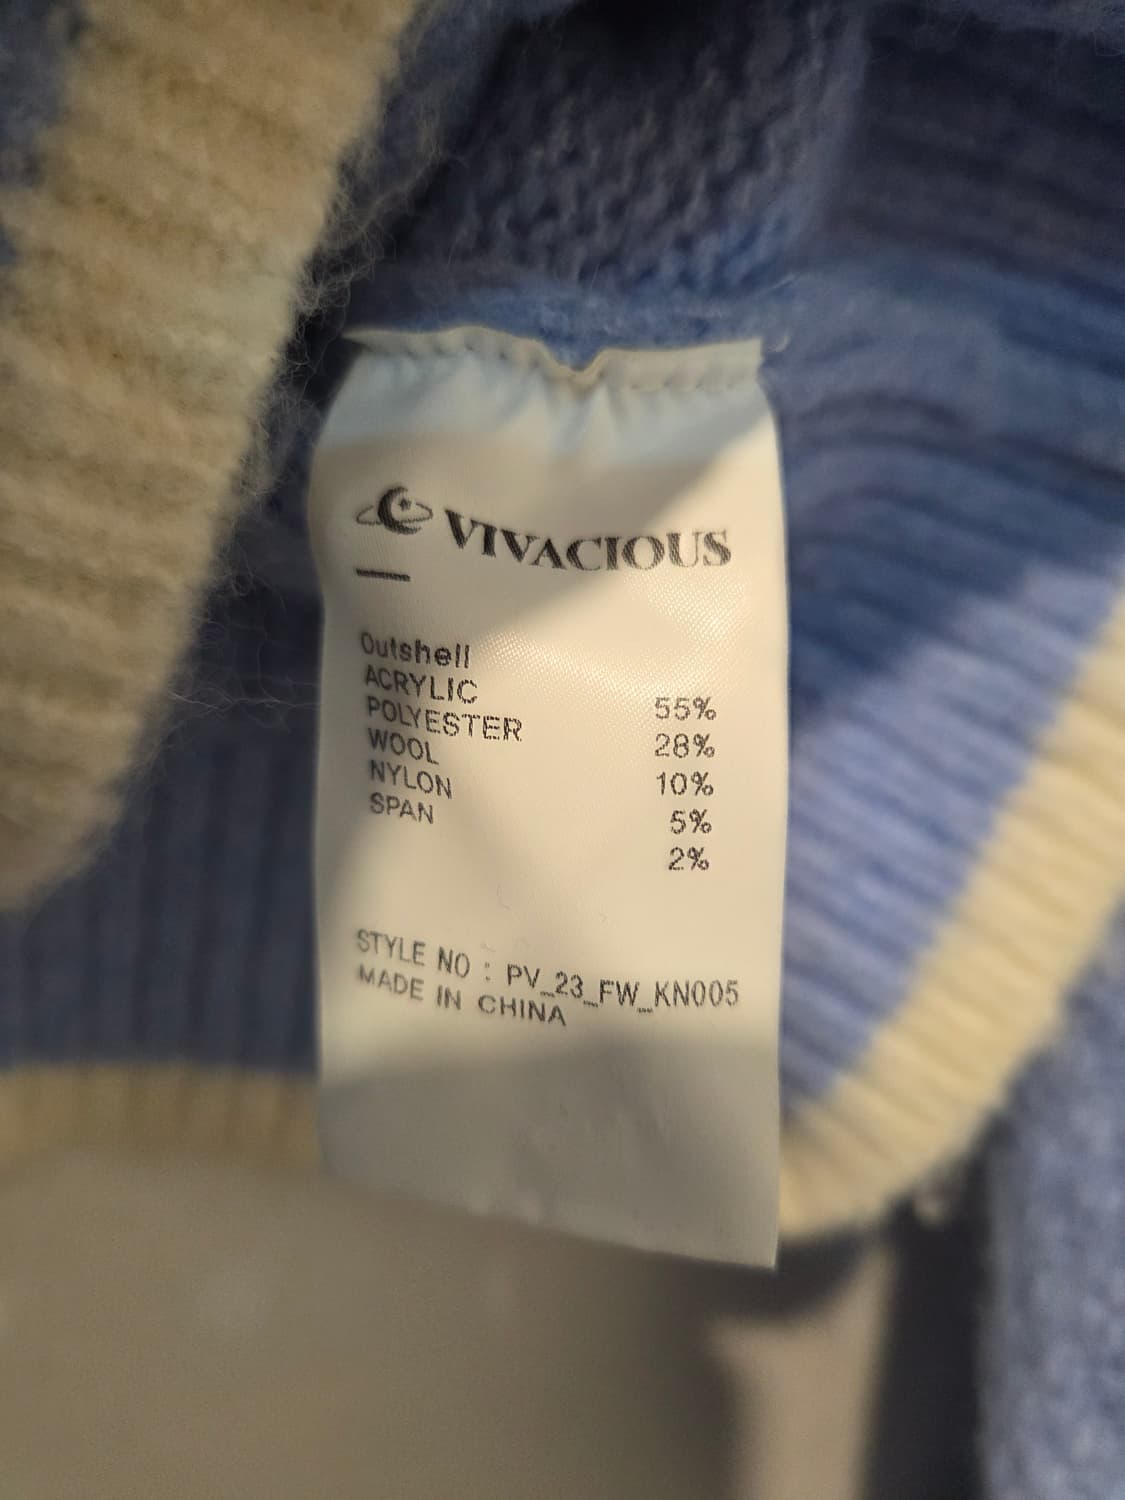 VIVACIOUS
Outshell
ACRYLIC 55%
POLYESTER 28%
WOOL 10%
NYLON 5%
SPAN 2%
STYLE NO : PV_23_FW_KN005
MADE IN CHINA